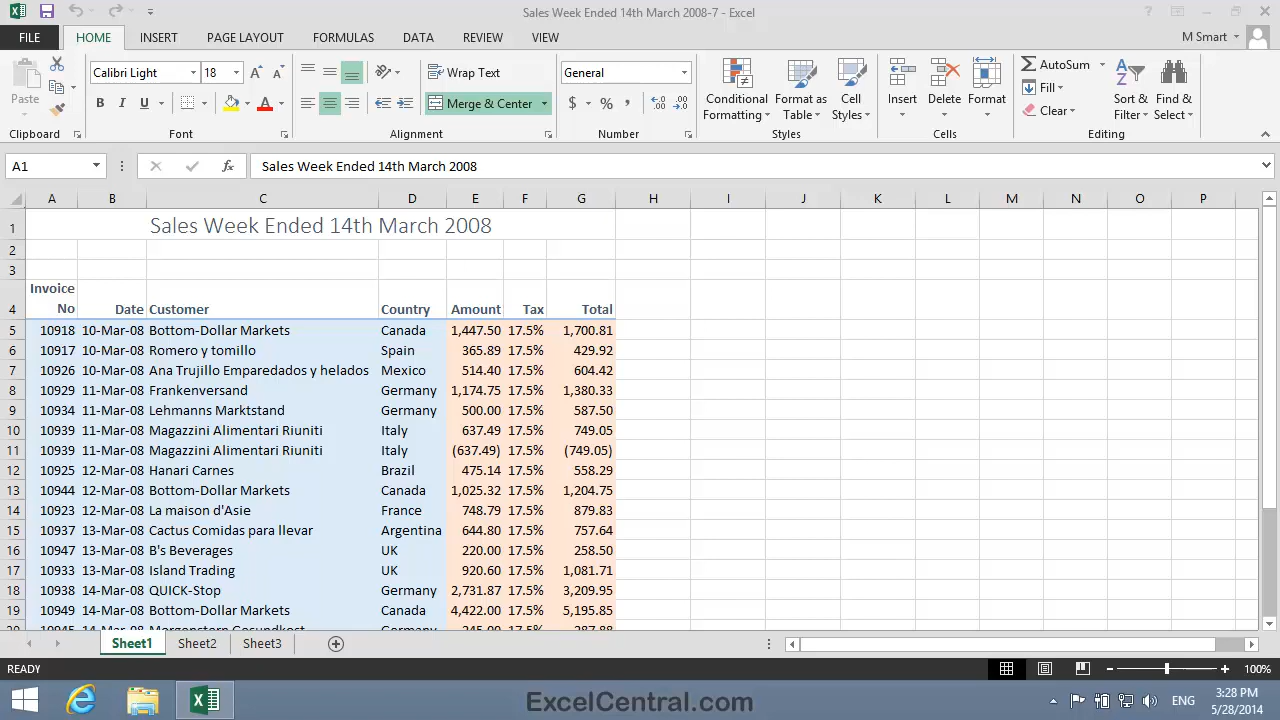 Sales Week Ended 14th March 2008-7 - Excel
FILE HOME INSERT PAGE LAYOUT FORMULAS DATA REVIEW VIEW M Smart
Paste
Calibri Light 18
B I U
Wrap Text
Merge & Center
General
$ % ,
Conditional Formatting
Format as Table
Cell Styles
Insert Delete Format
AutoSum
Fill
Clear
Sort & Filter
Find & Select
Clipboard Font Alignment Number Styles Cells Editing
A1 fx Sales Week Ended 14th March 2008
A B C D E F G H I J K L M N O P
1 Sales Week Ended 14th March 2008
2
3
4 Invoice No Date Customer Country Amount Tax Total
5 10918 10-Mar-08 Bottom-Dollar Markets Canada 1,447.50 17.5% 1,700.81
6 10917 10-Mar-08 Romero y tomillo Spain 365.89 17.5% 429.92
7 10926 10-Mar-08 Ana Trujillo Emparedados y helados Mexico 514.40 17.5% 604.42
8 10929 11-Mar-08 Frankenversand Germany 1,174.75 17.5% 1,380.33
9 10934 11-Mar-08 Lehmanns Marktstand Germany 500.00 17.5% 587.50
10 10939 11-Mar-08 Magazzini Alimentari Riuniti Italy 637.49 17.5% 749.05
11 10939 11-Mar-08 Magazzini Alimentari Riuniti Italy (637.49) 17.5% (749.05)
12 10925 12-Mar-08 Hanari Carnes Brazil 475.14 17.5% 558.29
13 10944 12-Mar-08 Bottom-Dollar Markets Canada 1,025.32 17.5% 1,204.75
14 10923 12-Mar-08 La maison d'Asie France 748.79 17.5% 879.83
15 10937 13-Mar-08 Cactus Comidas para llevar Argentina 644.80 17.5% 757.64
16 10947 13-Mar-08 B's Beverages UK 220.00 17.5% 258.50
17 10933 13-Mar-08 Island Trading UK 920.60 17.5% 1,081.71
18 10938 14-Mar-08 QUICK-Stop Germany 2,731.87 17.5% 3,209.95
19 10949 14-Mar-08 Bottom-Dollar Markets Canada 4,422.00 17.5% 5,195.85
Sheet1 Sheet2 Sheet3
READY 100%
ExcelCentral.com
ENG
3:28 PM
5/28/2014